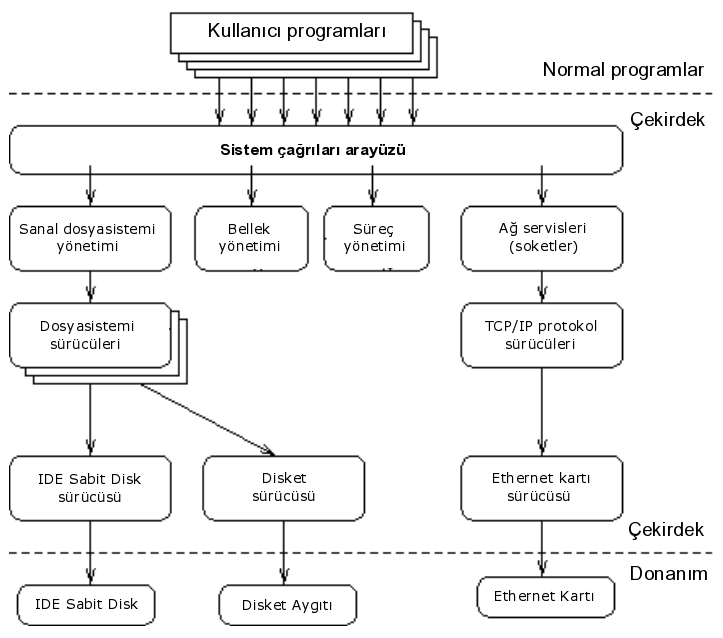 Kullanıcı programları
Normal programlar
Çekirdek
Sistem çağrıları arayüzü
Sanal dosyasistemi
yönetimi
Bellek
yönetimi
Süreç
yönetimi
Ağ servisleri
(soketler)
Dosyasistemi
sürücüleri
TCP/IP protokol
sürücüleri
IDE Sabit Disk
sürücüsü
Disket
sürücüsü
Ethernet kartı
sürücüsü
Çekirdek
Donanım
IDE Sabit Disk
Disket Aygıtı
Ethernet Kartı